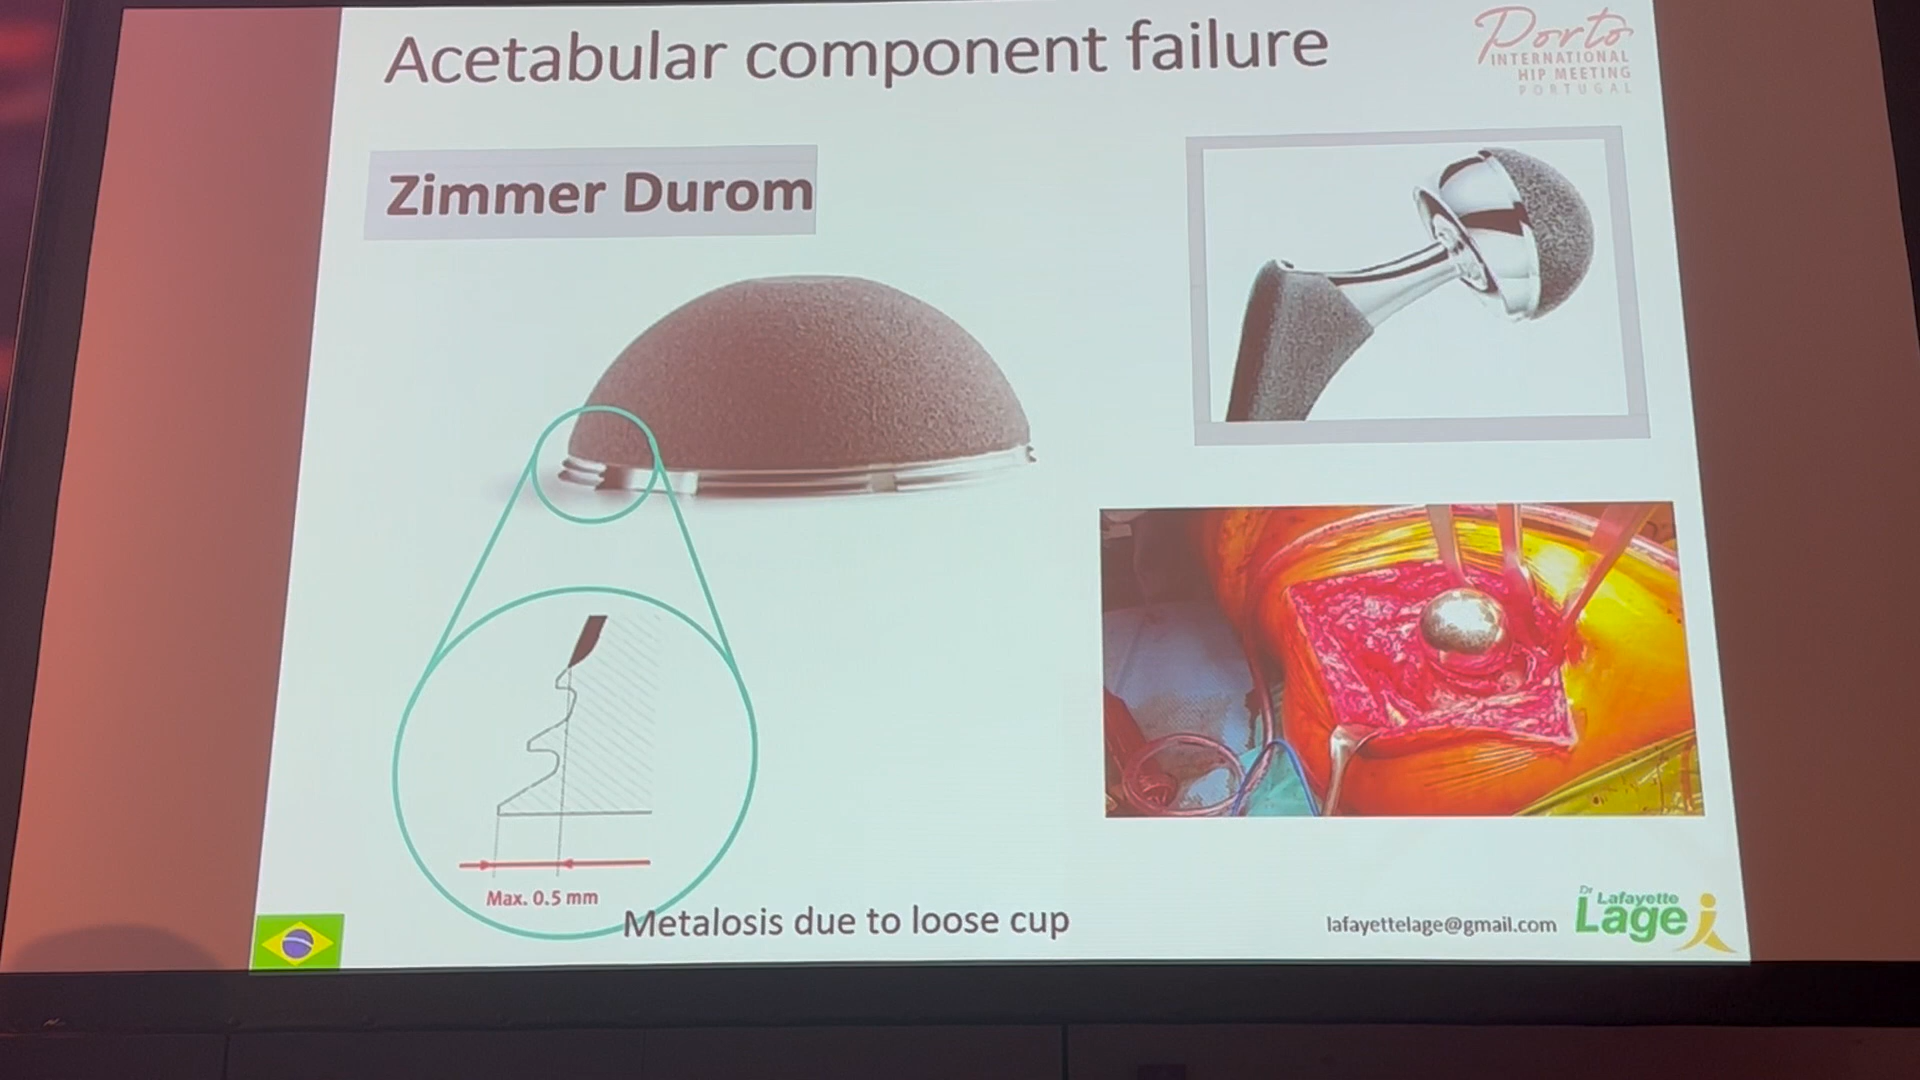 Acetabular component failure
Porto
INTERNATIONAL
HIP MEETING
PORTUGAL
Zimmer Durom
Max. 0.5 mm
Metalosis due to loose cup
lafayettelage@gmail.com
Dr
Lafayette
Lage